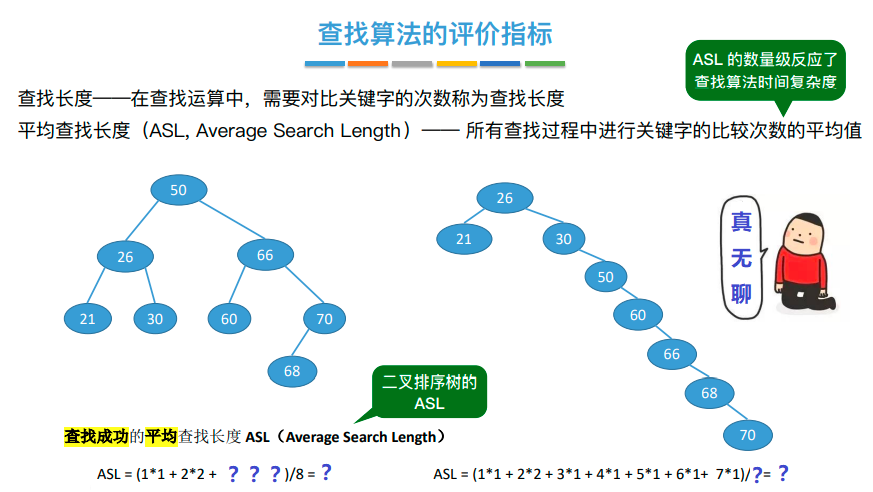 查找算法的评价指标
ASL 的数量级反应了
查找算法时间复杂度
查找长度——在查找运算中，需要对比关键字的次数称为查找长度
平均查找长度（ASL, Average Search Length）—— 所有查找过程中进行关键字的比较次数的平均值
50
26
66
21
30
60
70
68
26
21
30
50
60
66
68
70
真
无
聊
二叉排序树的
ASL
查找成功的平均查找长度 ASL（Average Search Length）
ASL = (1*1 + 2*2 + ？？？)/8 = ？
ASL = (1*1 + 2*2 + 3*1 + 4*1 + 5*1 + 6*1+ 7*1)/？= ？